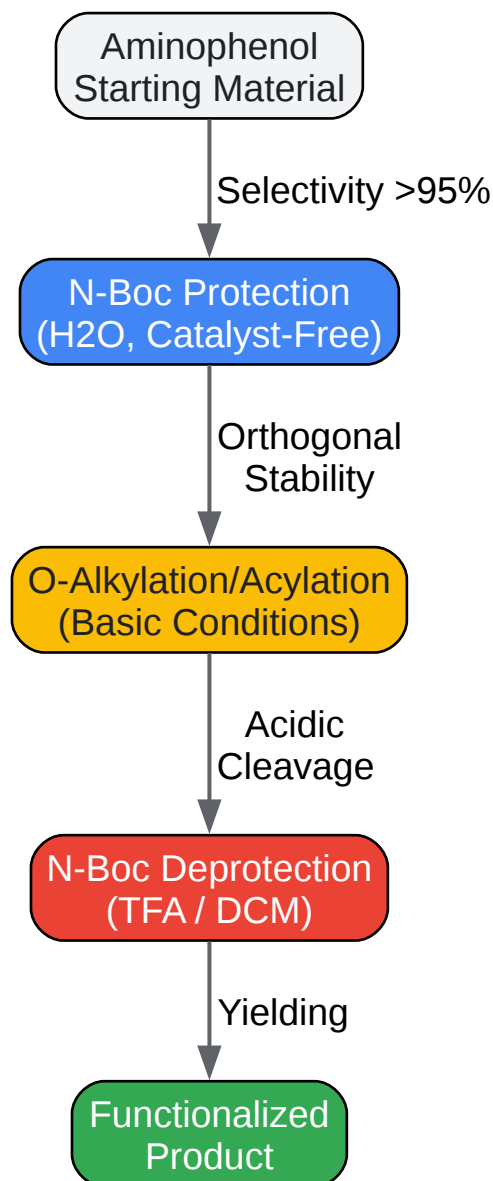 Aminophenol
Starting Material
Selectivity >95%
N-Boc Protection
(H2O, Catalyst-Free)
Orthogonal
Stability
O-Alkylation/Acylation
(Basic Conditions)
Acidic
Cleavage
N-Boc Deprotection
(TFA / DCM)
Yielding
Functionalized
Product